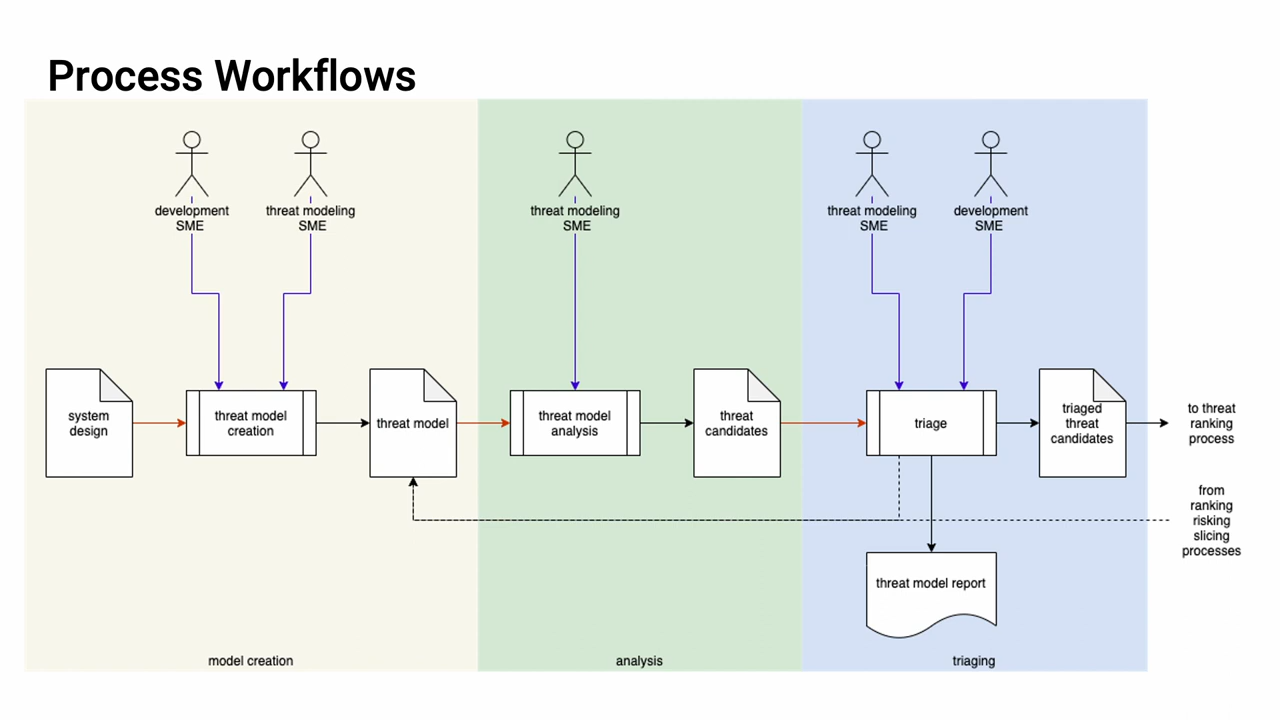 Process Workflows
development
SME
threat modeling
SME
threat modeling
SME
threat modeling
SME
development
SME
system
design
threat model
creation
threat model
threat model
analysis
threat
candidates
triage
triaged
threat
candidates
to threat
ranking
process
from
ranking
risking
slicing
processes
threat model report
model creation
analysis
triaging